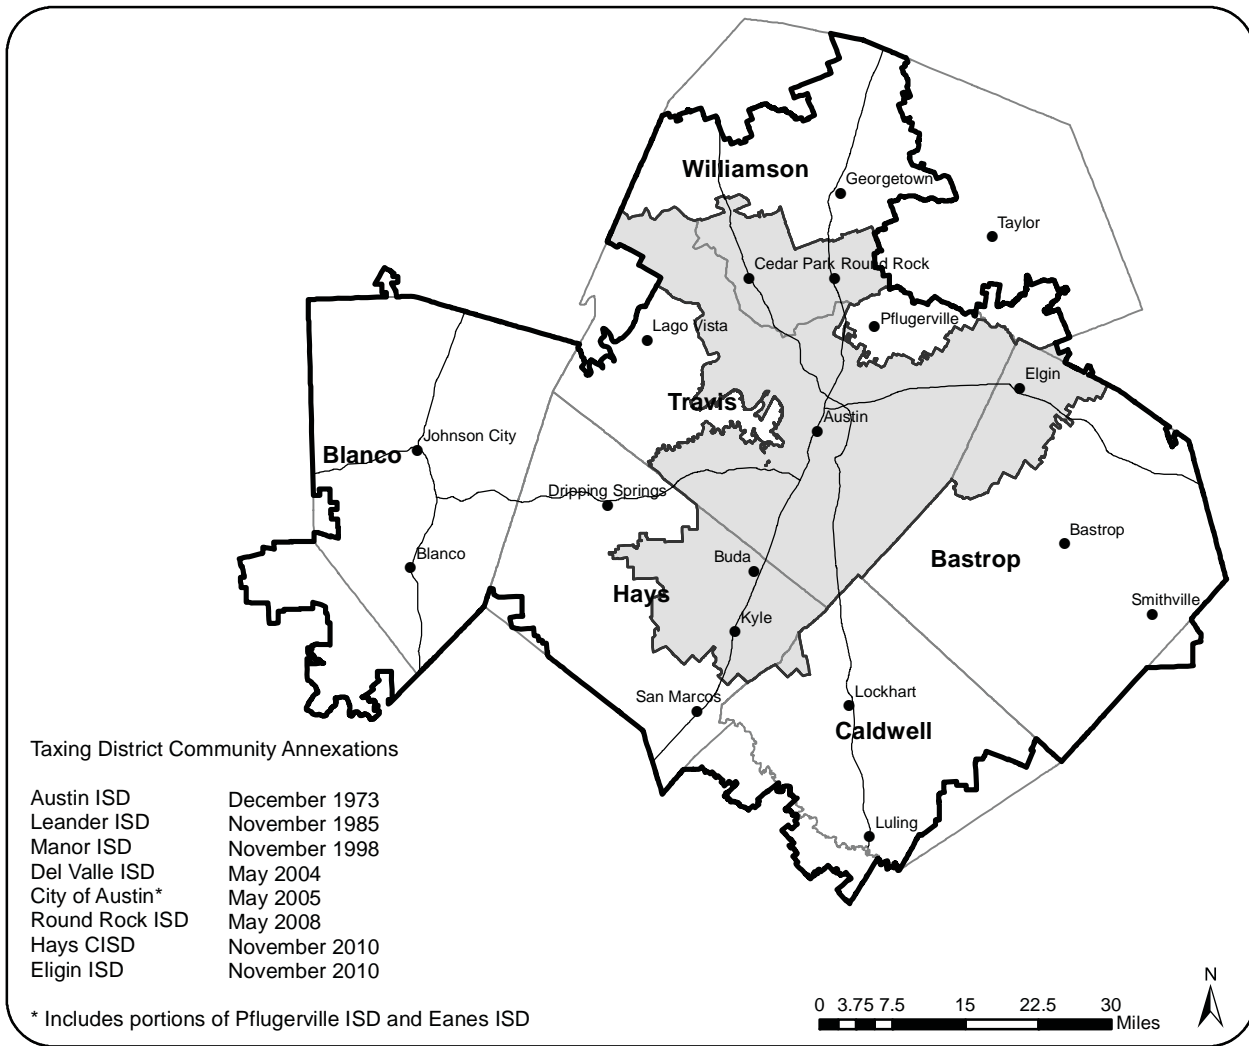 Williamson
Georgetown
Taylor
Cedar Park
Round Rock
Pflugerville
Lago Vista
Elgin
Travis
Austin
Johnson City
Blanco
Dripping Springs
Bastrop
Blanco
Buda
Bastrop
Hays
Smithville
Kyle
San Marcos
Lockhart
Caldwell
Luling
Taxing District Community Annexations
Austin ISD December 1973
Leander ISD November 1985
Manor ISD November 1998
Del Valle ISD May 2004
City of Austin* May 2005
Round Rock ISD May 2008
Hays CISD November 2010
Eligin ISD November 2010
* Includes portions of Pflugerville ISD and Eanes ISD
N
0 3.75 7.5 15 22.5 30
Miles